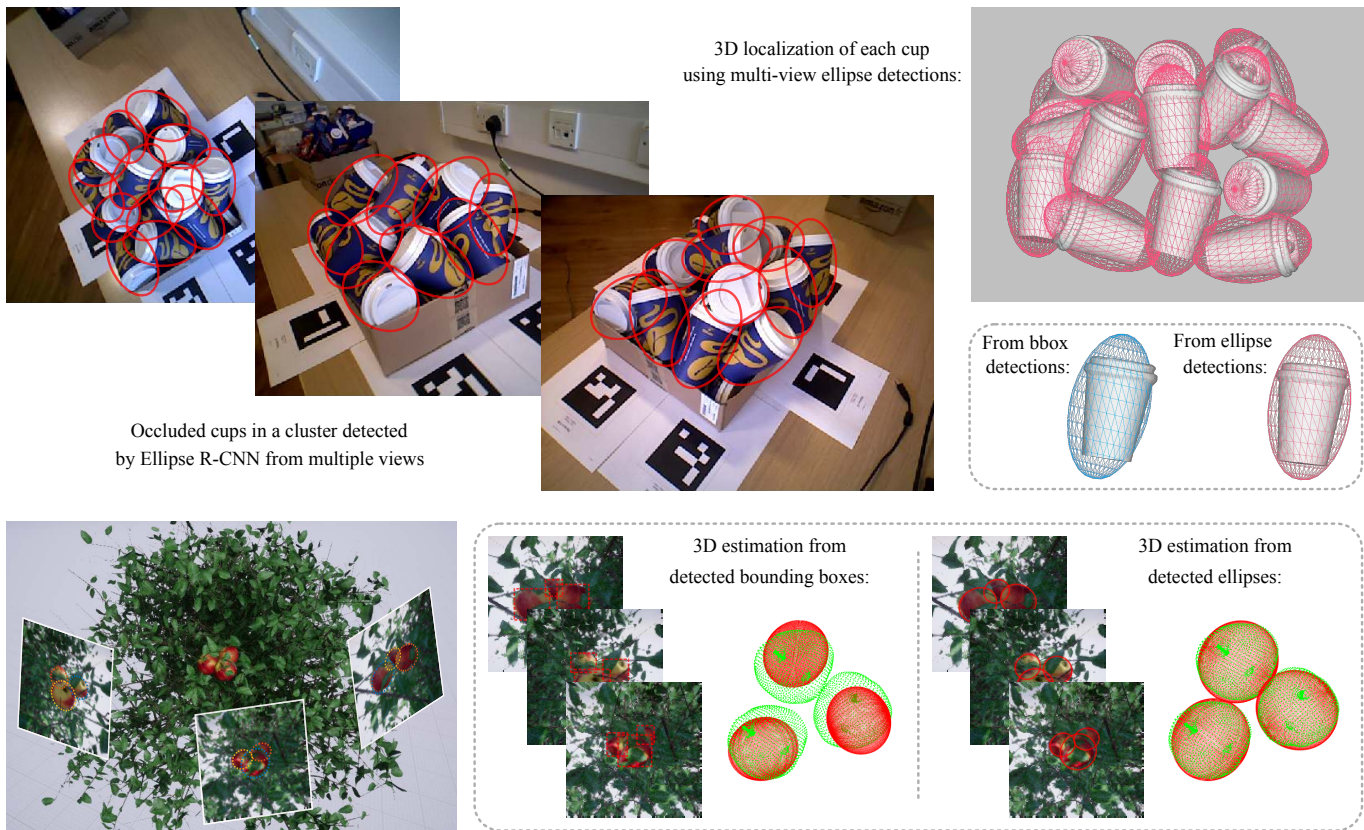 3D localization of each cup
using multi-view ellipse detections:
From bbox
detections:
From ellipse
detections:
Occluded cups in a cluster detected
by Ellipse R-CNN from multiple views
3D estimation from
detected bounding boxes:
3D estimation from
detected ellipses: